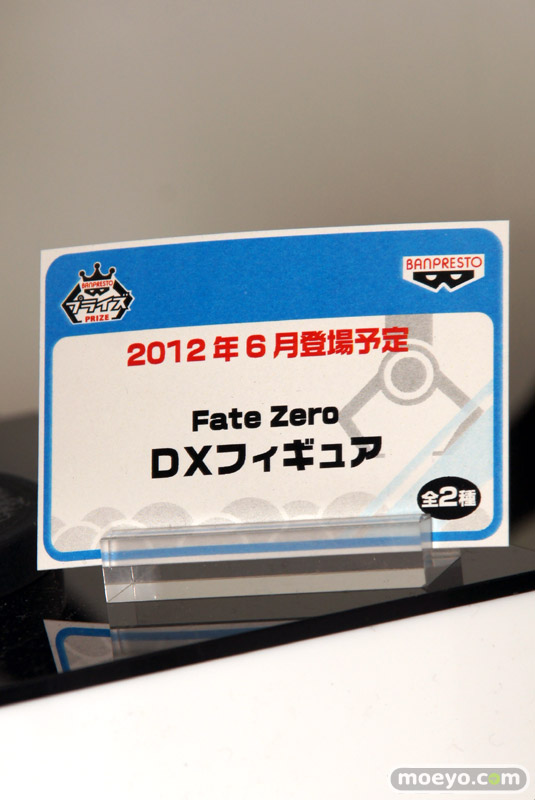 BANPRESTO
プライズ
PRIZE
BANPRESTO
2012年6月登場予定
Fate Zero
DXフィギュア
全2種
moeyo.com